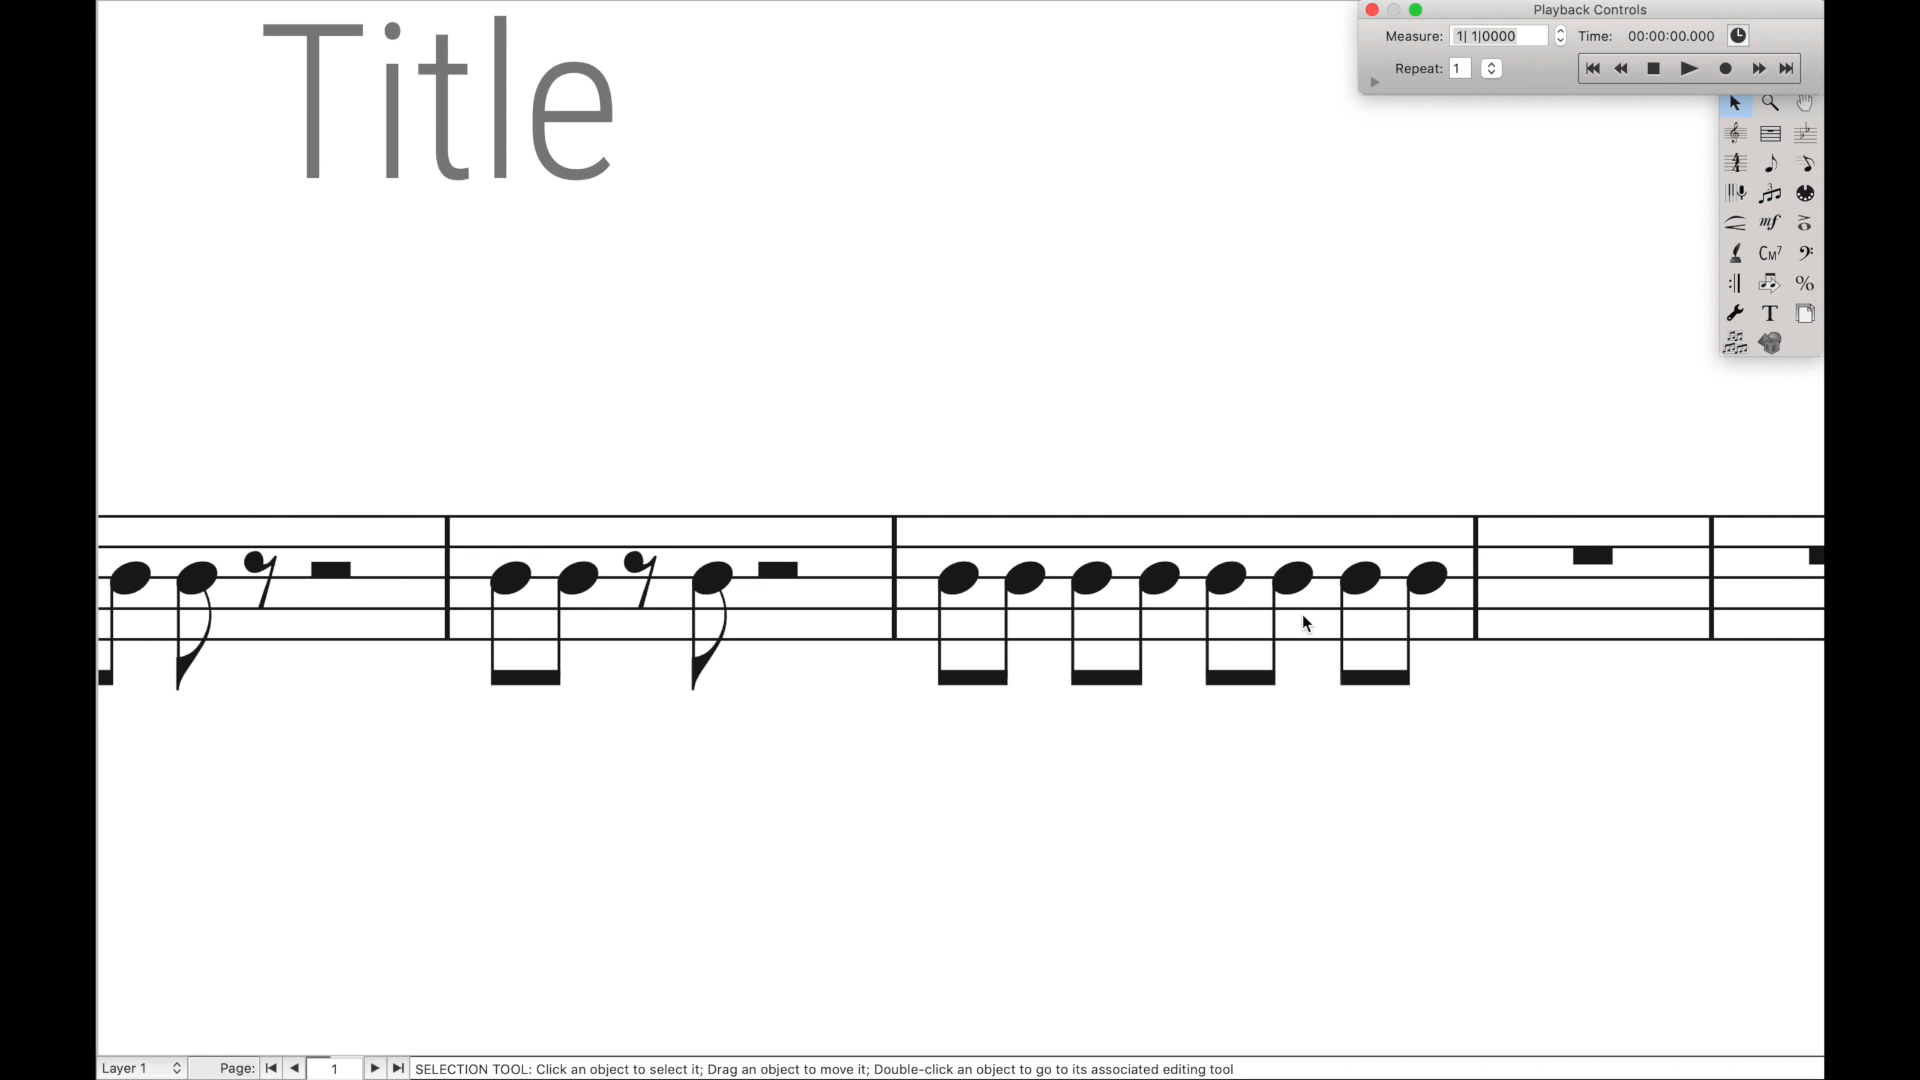 Title
Playback Controls
Measure: 1| 1|0000 Time: 00:00:00.000
Repeat: 1
mf
CM7
%
T
Layer 1 Page: 1 SELECTION TOOL: Click an object to select it; Drag an object to move it; Double-click an object to go to its associated editing tool